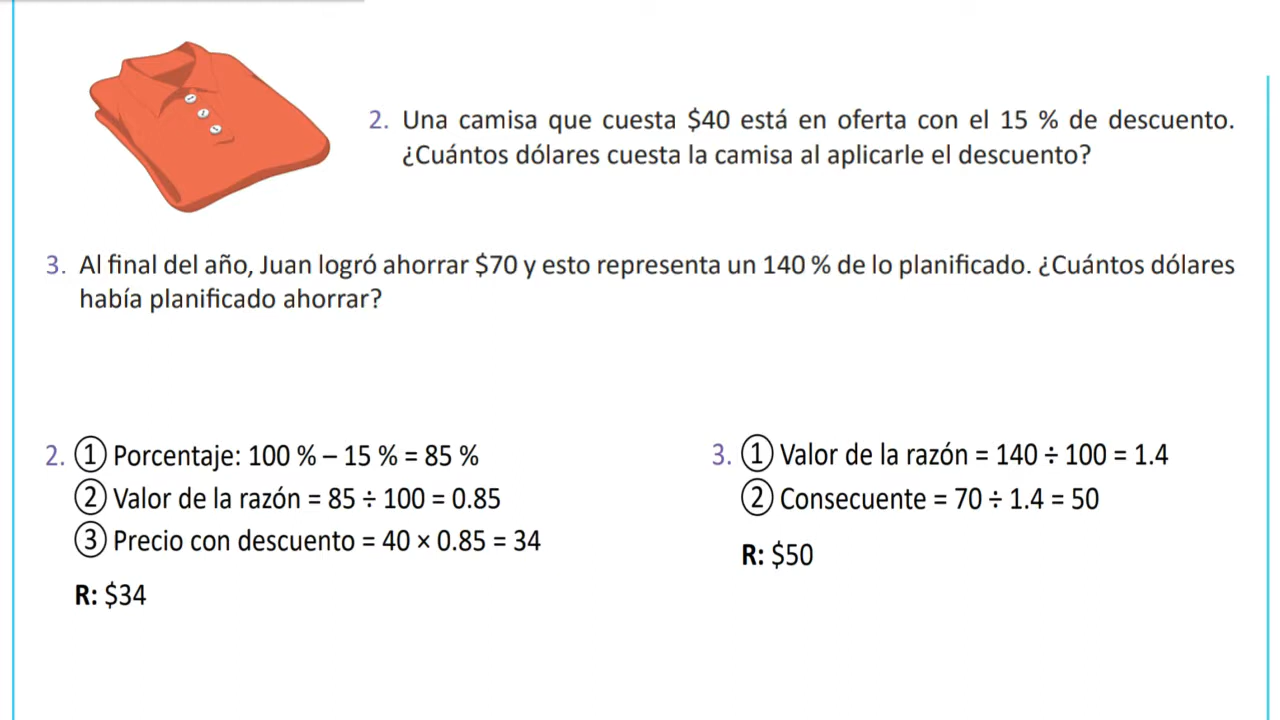 2. Una camisa que cuesta $40 está en oferta con el 15 % de descuento.
¿Cuántos dólares cuesta la camisa al aplicarle el descuento?
3. Al final del año, Juan logró ahorrar $70 y esto representa un 140 % de lo planificado. ¿Cuántos dólares
había planificado ahorrar?
2. ① Porcentaje: 100 % – 15 % = 85 %
② Valor de la razón = 85 ÷ 100 = 0.85
③ Precio con descuento = 40 × 0.85 = 34
R: $34
3. ① Valor de la razón = 140 ÷ 100 = 1.4
② Consecuente = 70 ÷ 1.4 = 50
R: $50